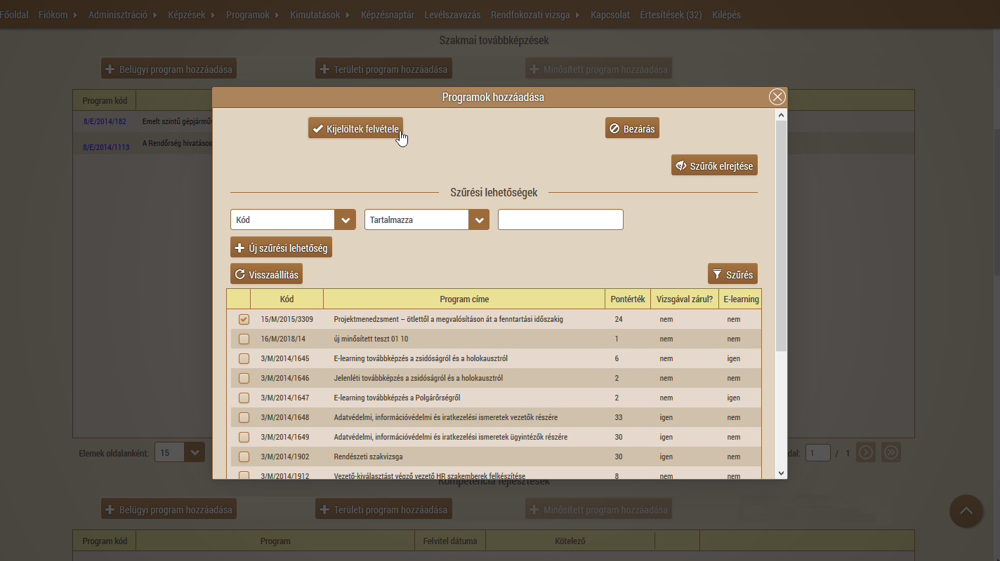 Főoldal Fiókom Adminisztráció Képzések Programok Kimutatások Képzésnaptár Levélszavazás Rendfokozati vizsga Kapcsolat Értesítések (32) Kilépés
Szakmai továbbképzések
Belügyi program hozzáadása Területi program hozzáadása Minősített program hozzáadása
Program kód
8/E/2014/182 Emelt szintű gépjárműv
8/E/2014/1113 A Rendőrség hivatásos
Programok hozzáadása
Kijelöltek felvétele Bezárás
Szűrők elrejtése
Szűrési lehetőségek
Kód Tartalmazza
Új szűrési lehetőség
Visszaállítás Szűrés
Kód Program címe Pontérték Vizsgával zárul? E-learning
15/M/2015/3309 Projektmenedzsment – ötlettől a megvalósításon át a fenntartási időszakig 24 nem nem
16/M/2018/14 új minősített teszt 01 10 1 nem nem
3/M/2014/1645 E-learning továbbképzés a zsidóságról és a holokausztról 6 nem igen
3/M/2014/1646 Jelenléti továbbképzés a zsidóságról és a holokausztról 2 nem nem
3/M/2014/1647 E-learning továbbképzés a Polgárőrségről 2 nem igen
3/M/2014/1648 Adatvédelmi, információvédelmi és iratkezelési ismeretek vezetők részére 33 igen nem
3/M/2014/1649 Adatvédelmi, információvédelmi és iratkezelési ismeretek ügyintézők részére 30 igen nem
3/M/2014/1902 Rendészeti szakvizsga 30 igen nem
3/M/2014/1912 Vezető-kiválasztást végző vezető HR szakemberek felkészítése 8 nem nem
Elemek oldalanként: 15 dal: 1 / 1
Kompetencia fejlesztések
Belügyi program hozzáadása Területi program hozzáadása Minősített program hozzáadása
Program kód Program Felvitel dátuma Kötelező